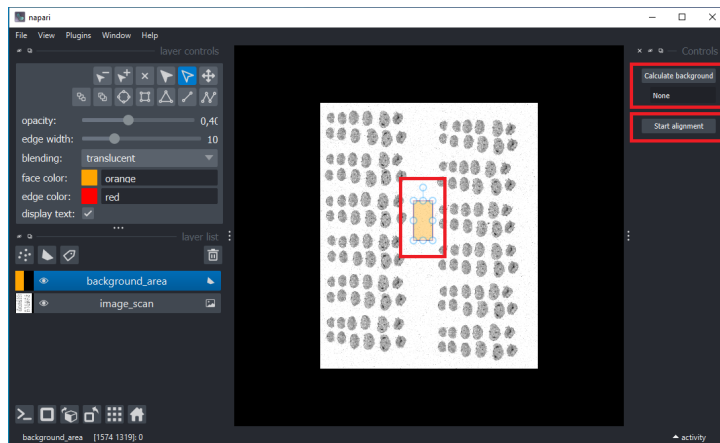 napari
File View Plugins Window Help
layer controls
Controls
opacity: 0,4(
edge width: 10
blending: translucent
face color: orange
edge color: red
display text:
layer list
background_area
image_scan
Calculate background
None
Start alignment
background_area [1574 1319]: 0
activity